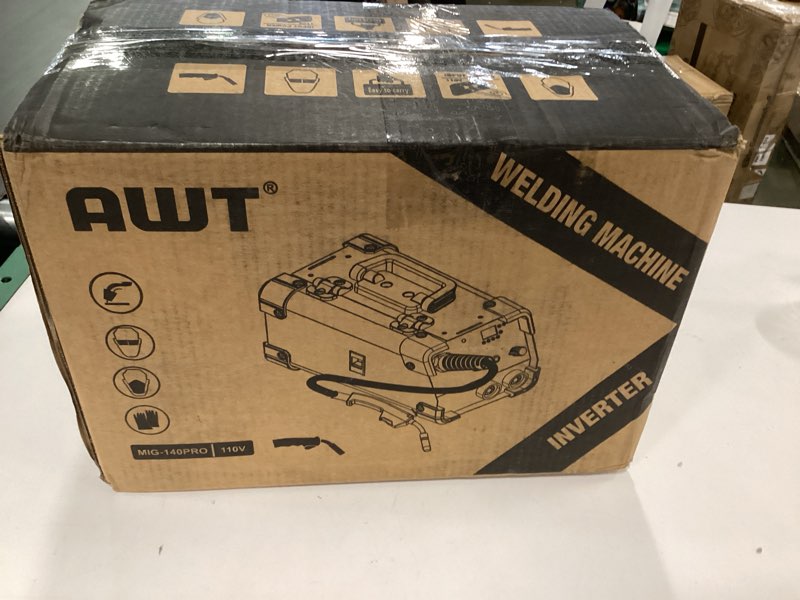 Easy to carry
AWT®
WELDING MACHINE
INVERTER
MIG-140PRO 110V